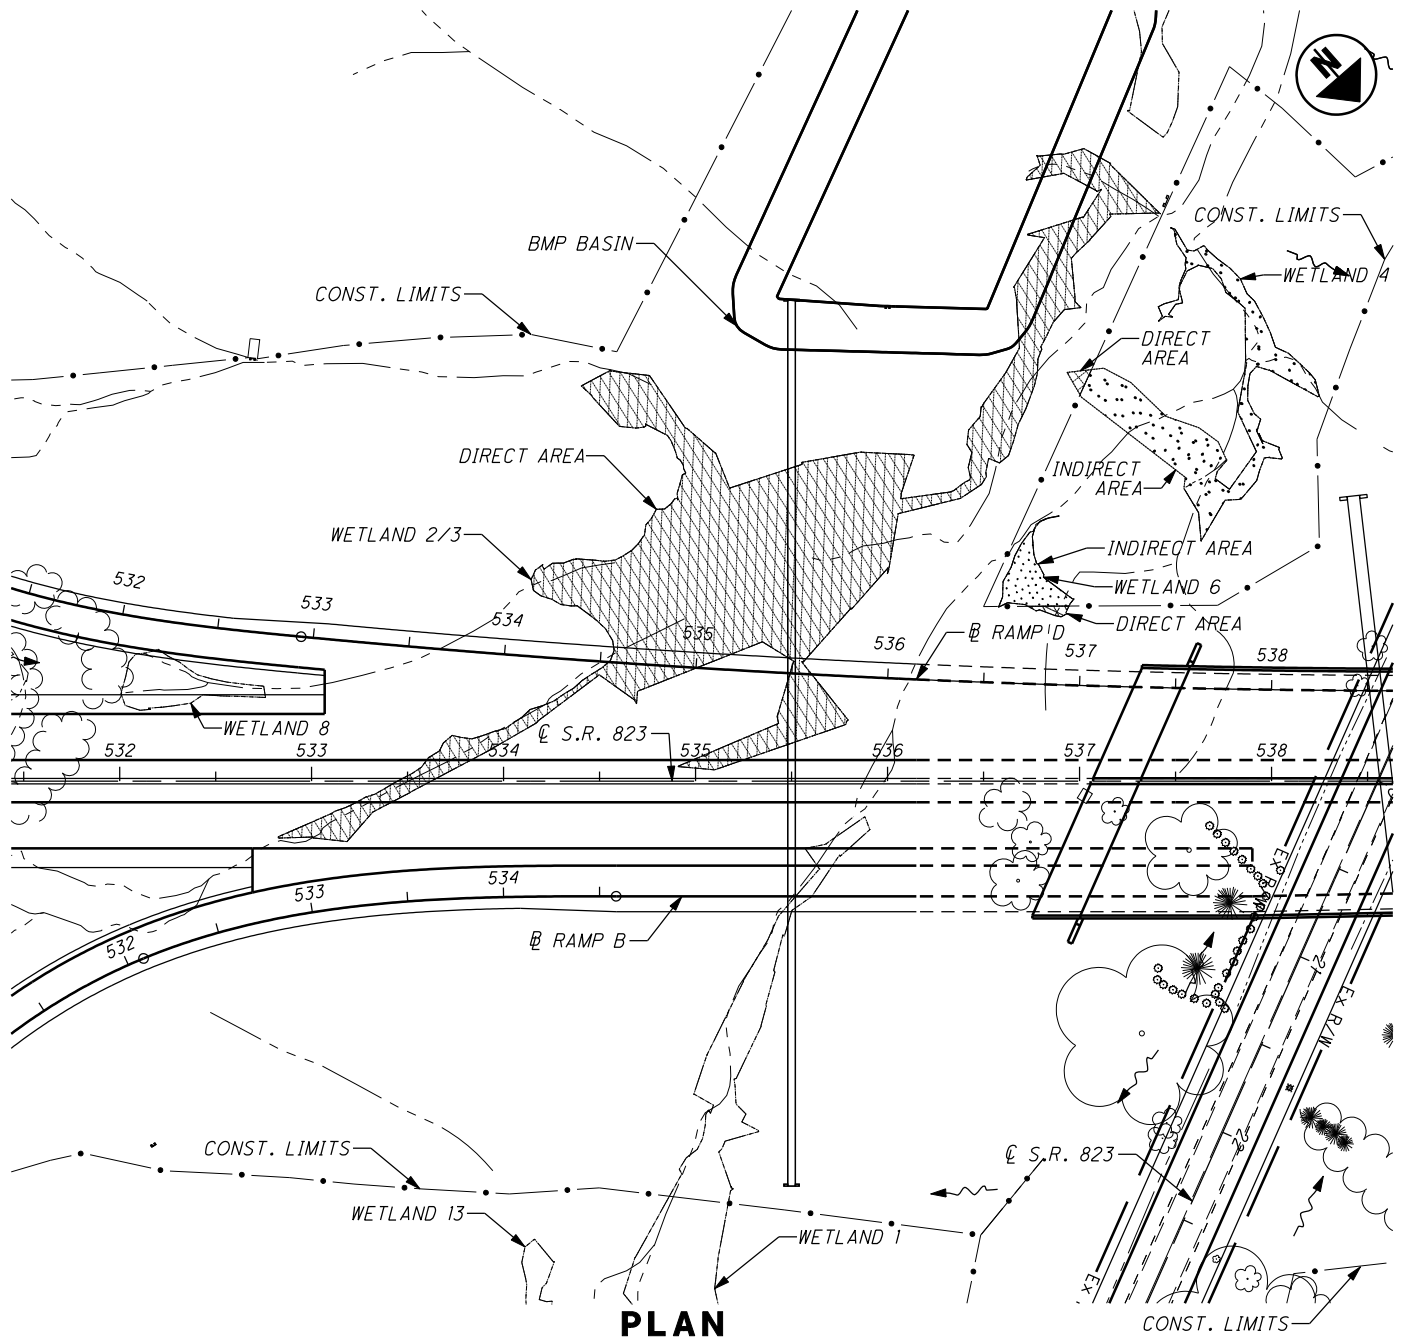 N
CONST. LIMITS
BMP BASIN
WETLAND 4
CONST. LIMITS
DIRECT
AREA
DIRECT AREA
INDIRECT
AREA
WETLAND 2/3
INDIRECT AREA
532
WETLAND 6
533
534
535
536
DIRECT AREA
℄ RAMP D
537
538
WETLAND 8
℄ S.R. 823
532
533
534
535
536
537
538
EX R/W
533
534
532
℄ RAMP B
21
EX R/W
CONST. LIMITS
22
℄ S.R. 823
WETLAND 13
WETLAND 1
EX
CONST. LIMITS
PLAN